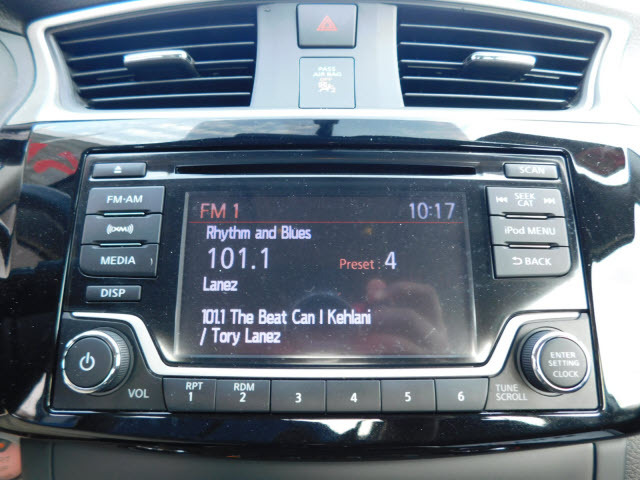 PASS
AIR BAG
OFF
SCAN
FM·AM
SEEK
CAT
(XM)
iPod MENU
MEDIA
BACK
DISP
FM 1
10:17
Rhythm and Blues
101.1
Preset 4
Lanez
101.1 The Beat Can I Kehlani
/ Tory Lanez
VOL
RPT
1
RDM
2
3
4
5
6
TUNE
SCROLL
ENTER
SETTING
CLOCK